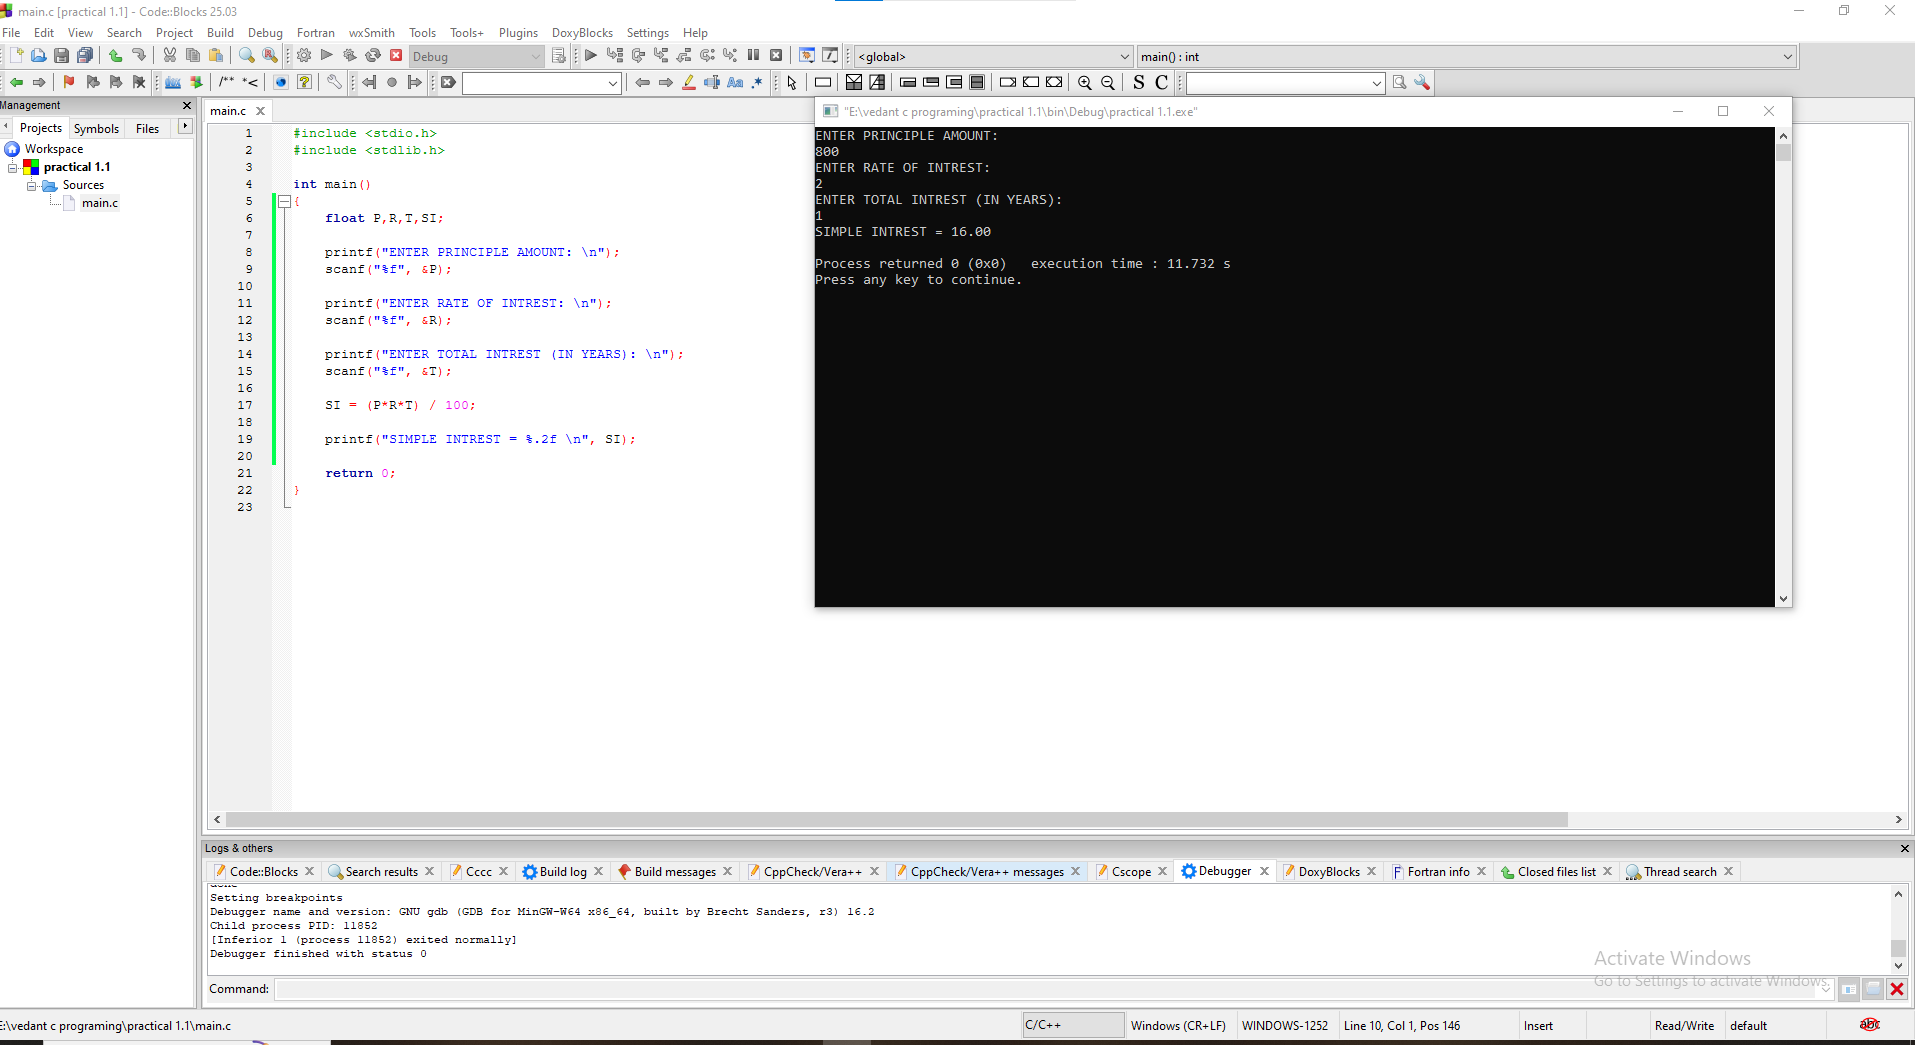 main.c [practical 1.1] - Code::Blocks 25.03
File Edit View Search Project Build Debug Fortran wxSmith Tools Tools+ Plugins DoxyBlocks Settings Help
Debug <global> main() : int
/** *< Aa .* S C
Management
Projects Symbols Files
Workspace
practical 1.1
Sources
main.c
main.c
1 #include <stdio.h>
2 #include <stdlib.h>
3
4 int main()
5 {
6 float P,R,T,SI;
7
8 printf("ENTER PRINCIPLE AMOUNT: \n");
9 scanf("%f", &P);
10
11 printf("ENTER RATE OF INTREST: \n");
12 scanf("%f", &R);
13
14 printf("ENTER TOTAL INTREST (IN YEARS): \n");
15 scanf("%f", &T);
16
17 SI = (P*R*T) / 100;
18
19 printf("SIMPLE INTREST = %.2f \n", SI);
20
21 return 0;
22 }
23
"E:\vedant c programing\practical 1.1\bin\Debug\practical 1.1.exe"
ENTER PRINCIPLE AMOUNT:
800
ENTER RATE OF INTREST:
2
ENTER TOTAL INTREST (IN YEARS):
1
SIMPLE INTREST = 16.00
Process returned 0 (0x0) execution time : 11.732 s
Press any key to continue.
Logs & others
Code::Blocks Search results Cccc Build log Build messages CppCheck/Vera++ CppCheck/Vera++ messages Cscope Debugger DoxyBlocks Fortran info Closed files list Thread search
Setting breakpoints
Debugger name and version: GNU gdb (GDB for MinGW-W64 x86_64, built by Brecht Sanders, r3) 16.2
Child process PID: 11852
[Inferior 1 (process 11852) exited normally]
Debugger finished with status 0
Activate Windows
Go to Settings to activate Windows.
Command:
E:\vedant c programing\practical 1.1\main.c C/C++ Windows (CR+LF) WINDOWS-1252 Line 10, Col 1, Pos 146 Insert Read/Write default abc